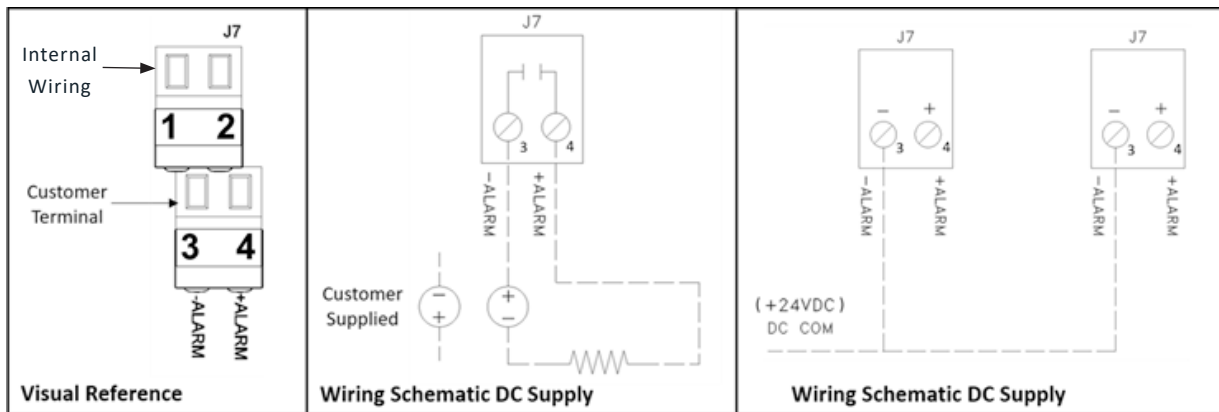 J7
Internal
Wiring
1 2
Customer
Terminal
3 4
-ALARM
+ALARM
Visual Reference
J7
3
4
-ALARM
+ALARM
Customer
Supplied
−
+
+
−
Wiring Schematic DC Supply
J7
− +
3
4
-ALARM
+ALARM
J7
− +
3
4
-ALARM
+ALARM
(+24VDC)
DC COM
Wiring Schematic DC Supply